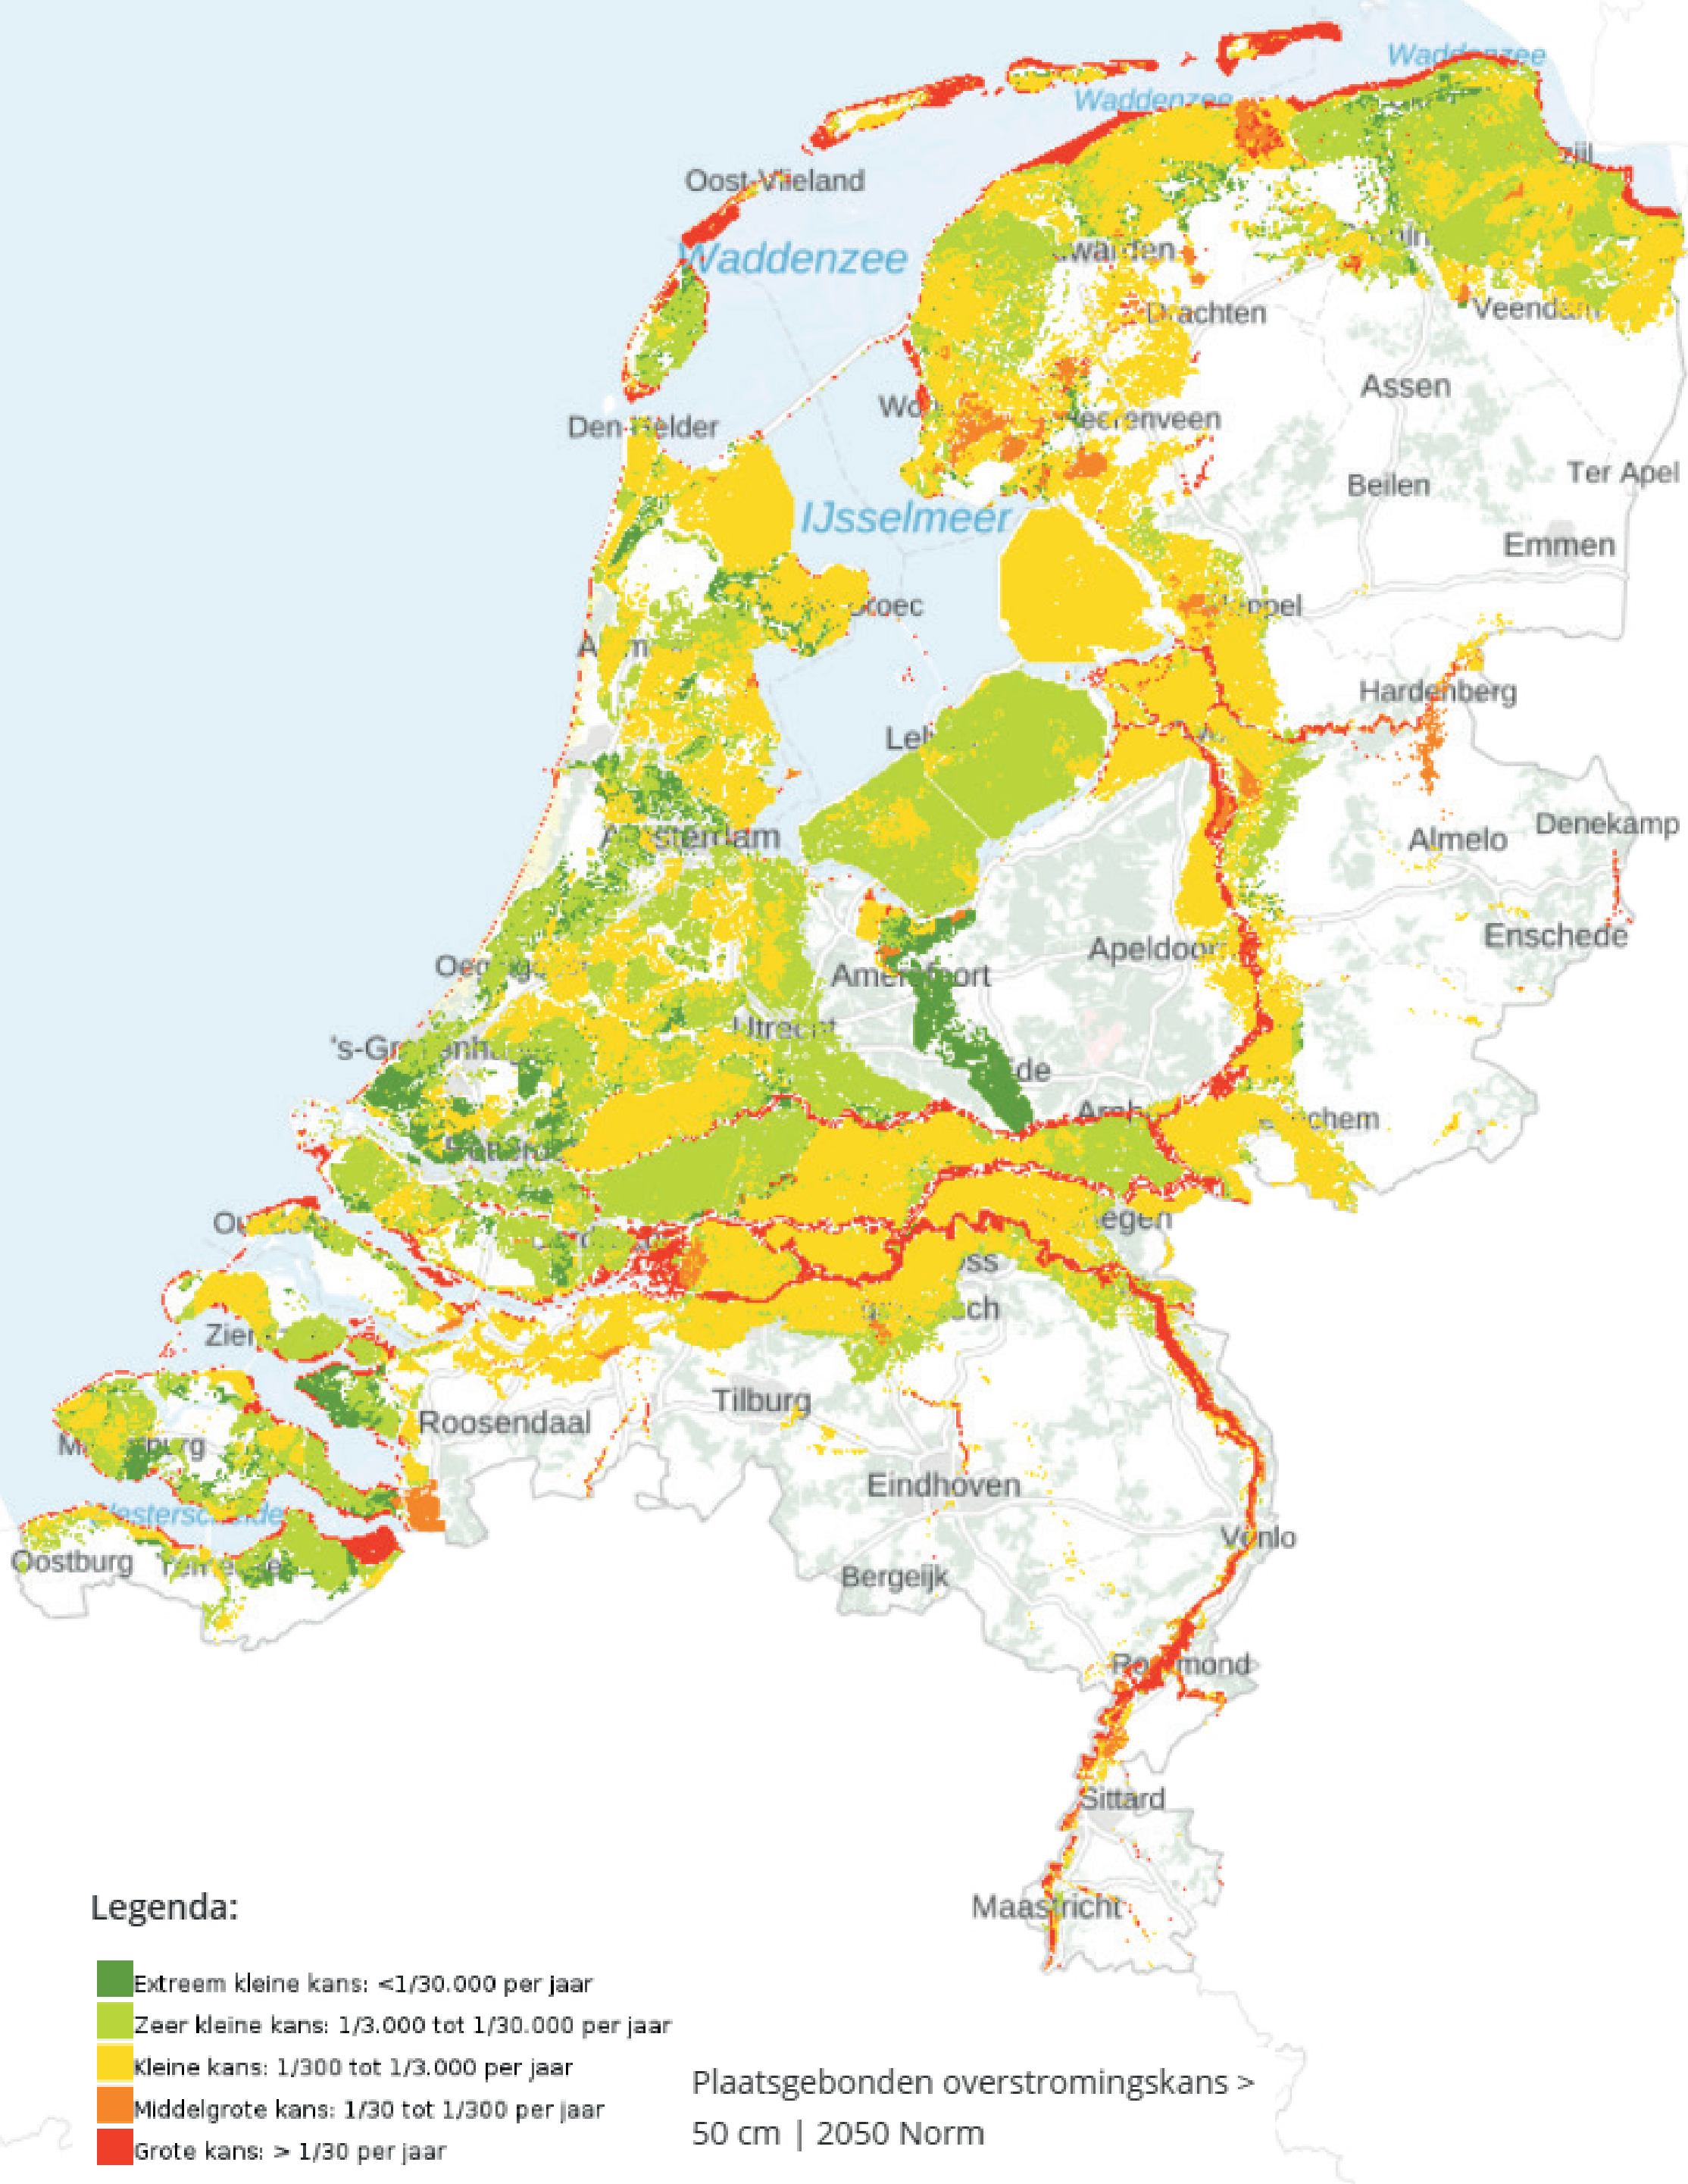 Waddenzee
Waddenzee
Oost-Vlieland
Waddenzee
Drachten
Veendam
Assen
Den Helder
Heerenveen
Ter Apel
Beilen
IJsselmeer
Emmen
Hardenberg
Denekamp
Amsterdam
Almelo
Enschede
Apeldoorn
Amersfoort
Utrecht
Tilburg
Roosendaal
Eindhoven
Westerschelde
Venlo
Oostburg
Bergeijk
Roermond
Sittard
Maastricht
Legenda:
Extreem kleine kans: <1/30.000 per jaar
Zeer kleine kans: 1/3.000 tot 1/30.000 per jaar
Kleine kans: 1/300 tot 1/3.000 per jaar
Middelgrote kans: 1/30 tot 1/300 per jaar
Grote kans: > 1/30 per jaar
Plaatsgebonden overstromingskans >
50 cm | 2050 Norm